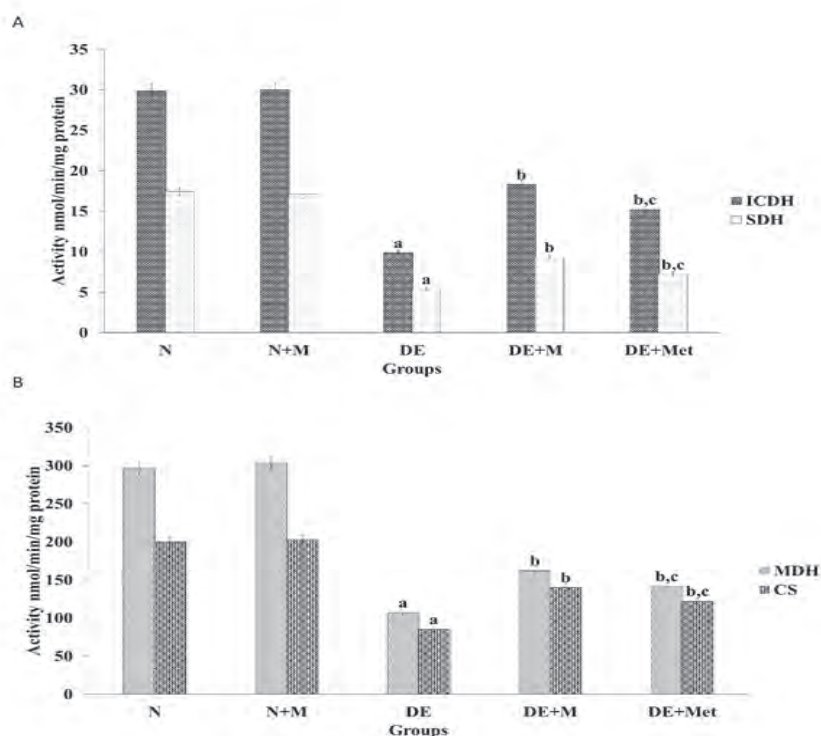 A
Activity nmol/min/mg protein
35
30
25
20
15
10
5
0
a
a
b
b
b,c
b,c
N
N+M
DE
DE+M
DE+Met
Groups
ICDH
SDH
B
Activity nmol/min/mg protein
350
300
250
200
150
100
50
0
a
a
b
b
b,c
b,c
N
N+M
DE
DE+M
DE+Met
Groups
MDH
CS